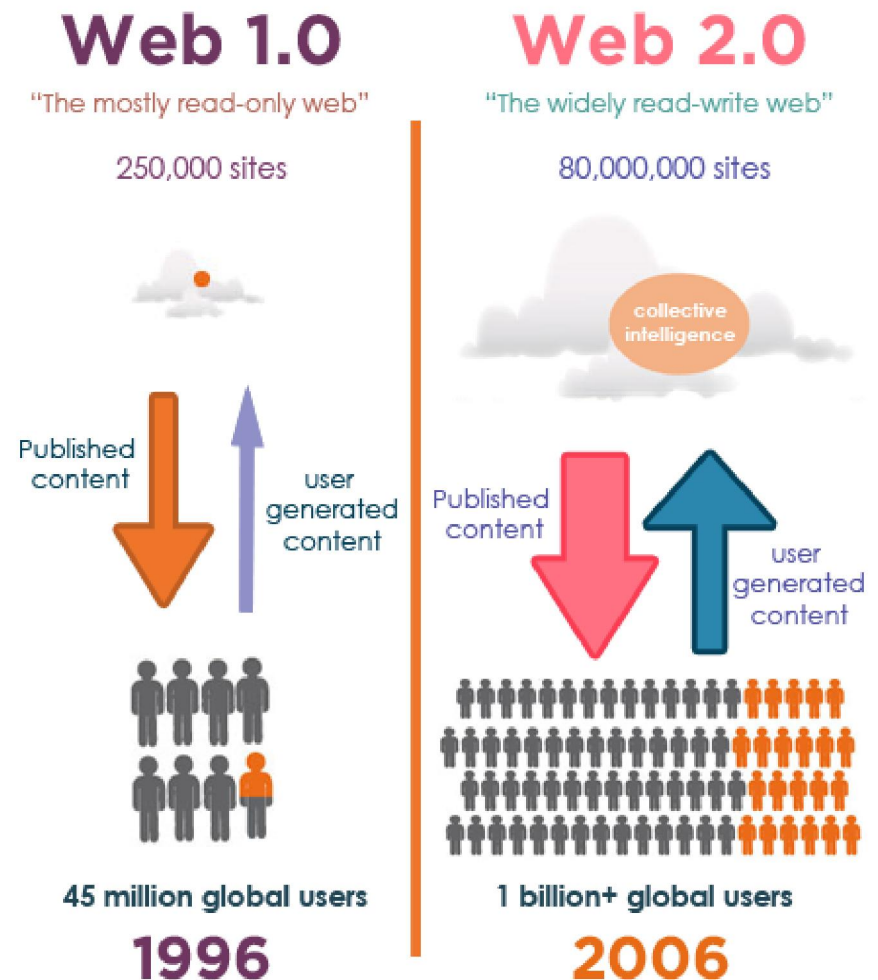 Web 1.0
“The mostly read-only web”
250,000 sites
Published
content
user
generated
content
45 million global users
1996
Web 2.0
“The widely read-write web”
80,000,000 sites
collective
intelligence
Published
content
user
generated
content
1 billion+ global users
2006